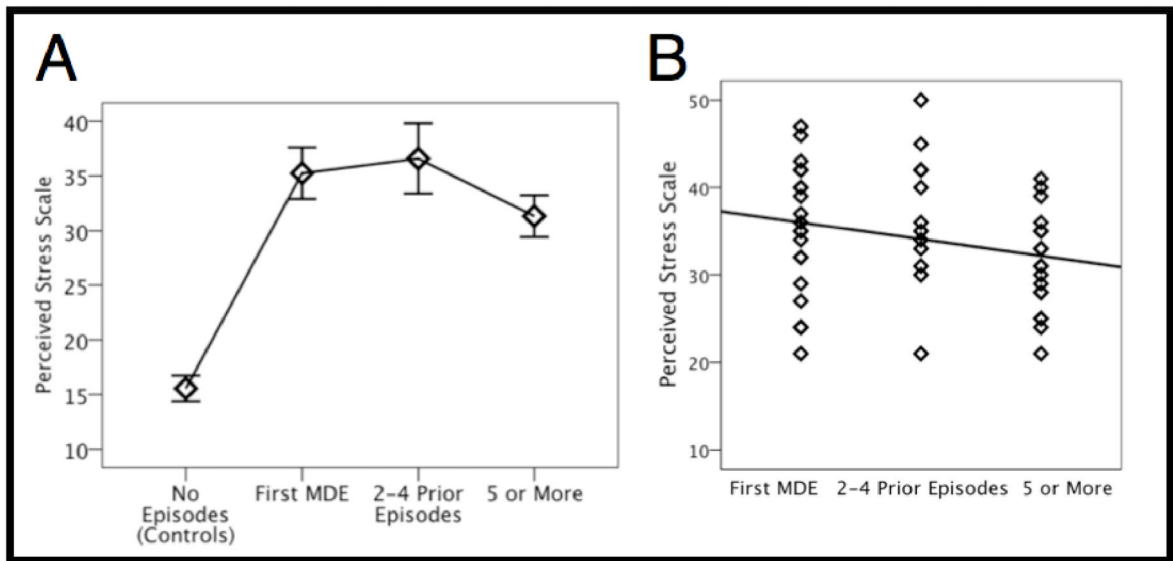 A
B
Perceived Stress Scale
40
35
30
25
20
15
10
No
Episodes
(Controls)
First MDE
2-4 Prior
Episodes
5 or More
Perceived Stress Scale
50
40
30
20
10
First MDE
2-4 Prior Episodes
5 or More